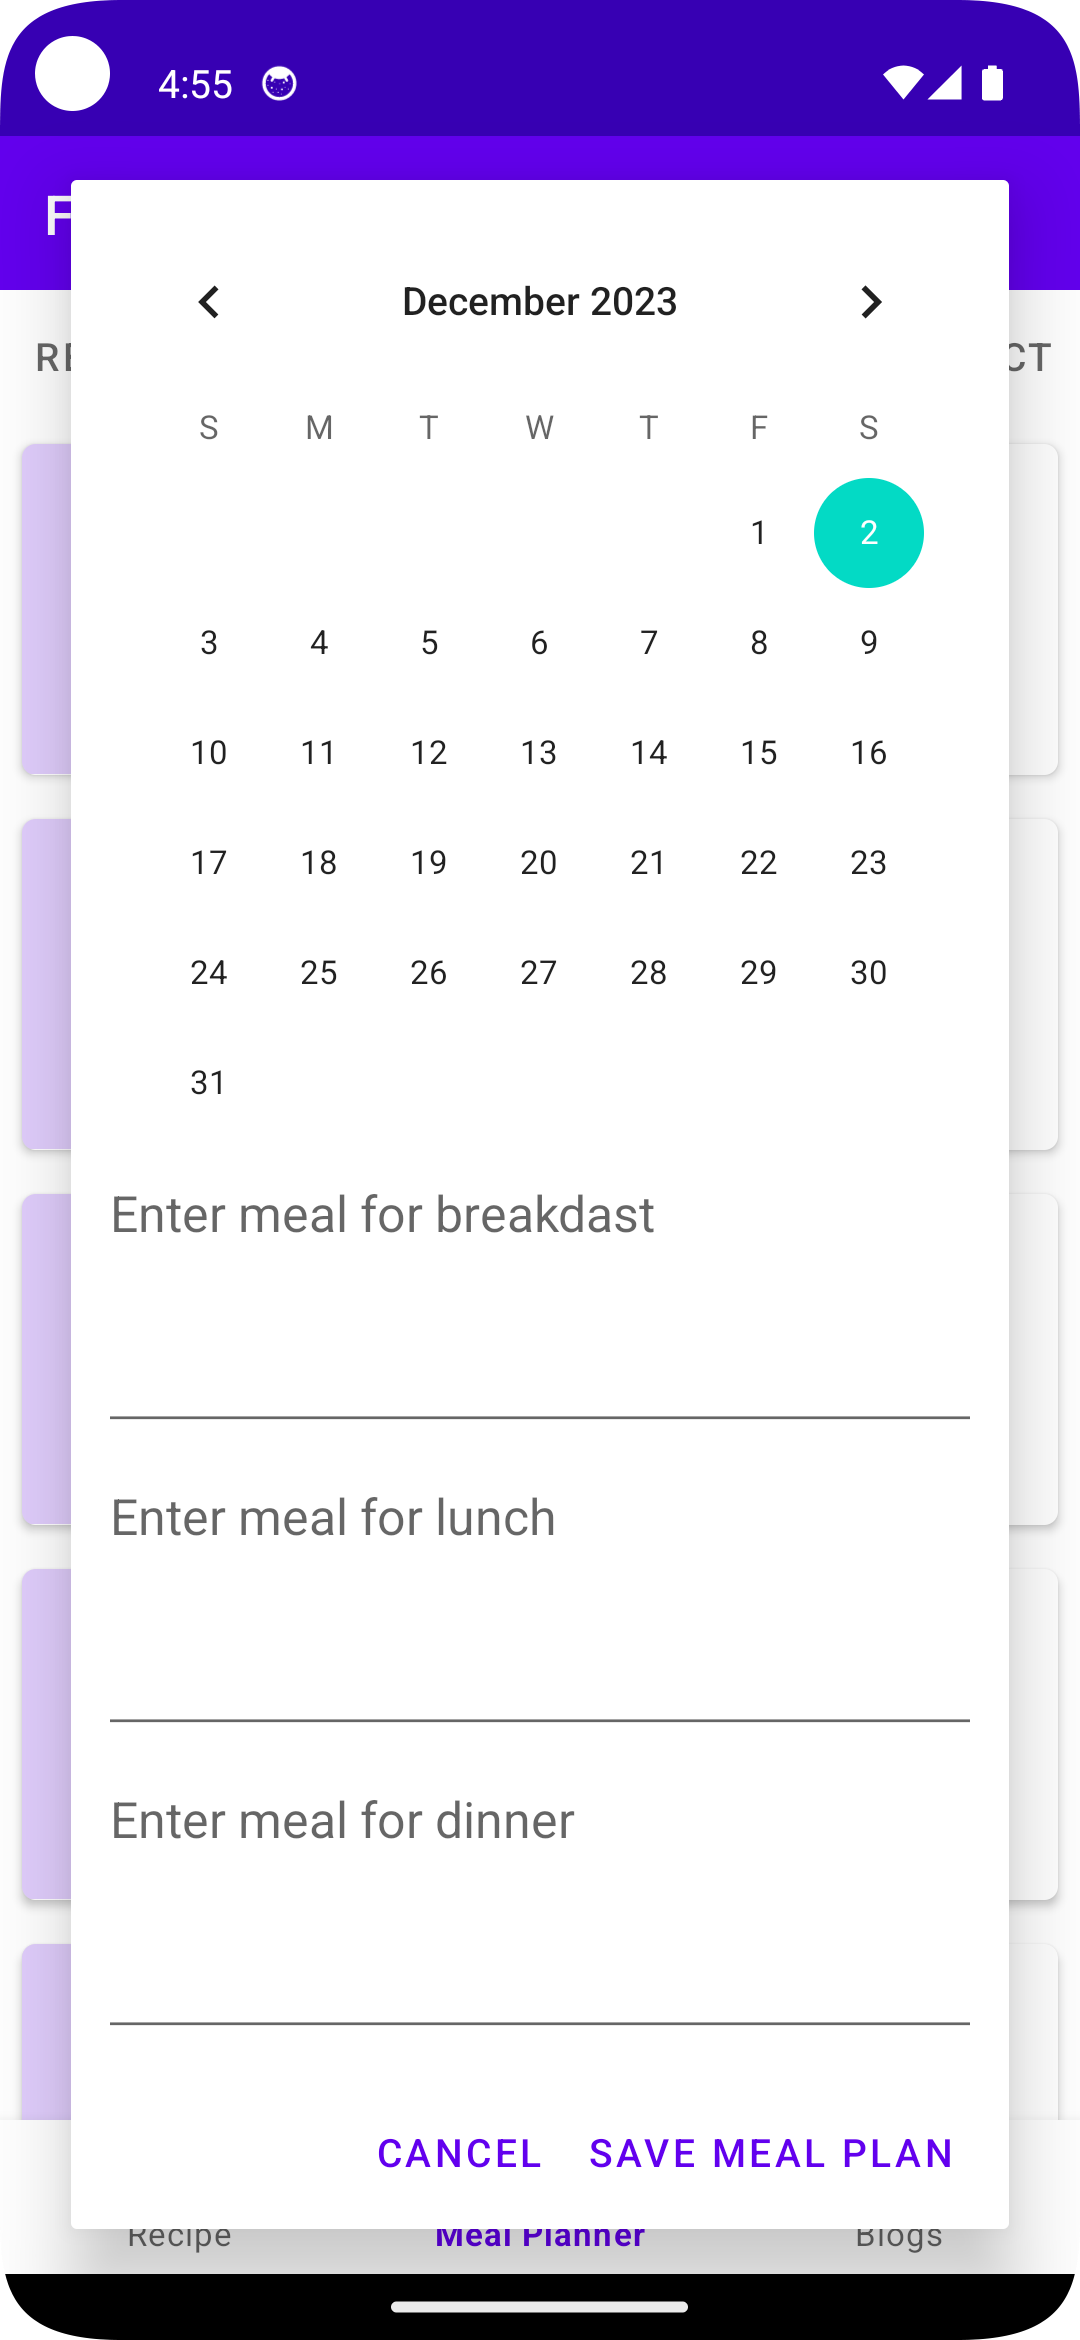 4:55
F
December 2023
RE CT
S M T W T F S
1 2
3 4 5 6 7 8 9
10 11 12 13 14 15 16
17 18 19 20 21 22 23
24 25 26 27 28 29 30
31
Enter meal for breakdast
Enter meal for lunch
Enter meal for dinner
CANCEL SAVE MEAL PLAN
Recipe Meal Planner Blogs